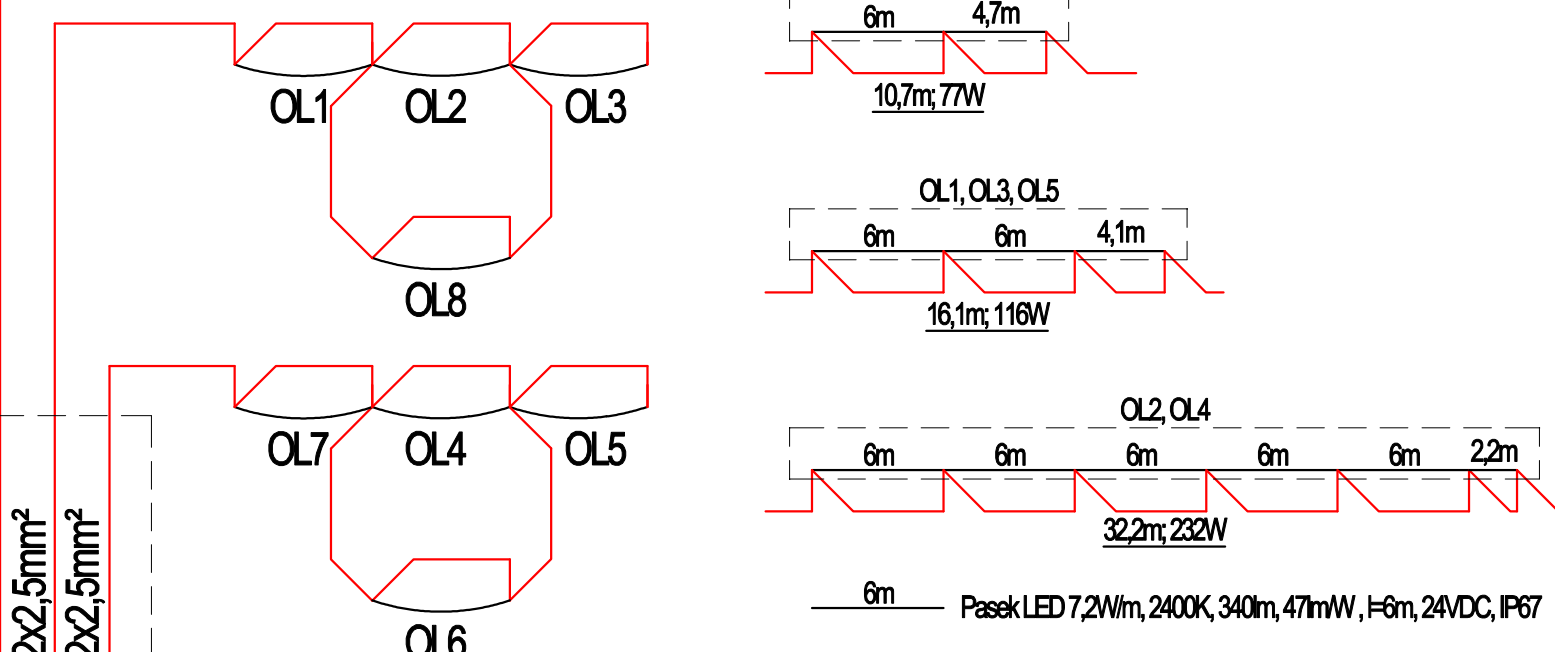 OL1
OL2
OL3
OL8
OL7
OL4
OL5
OL6
2x2,5mm²
2x2,5mm²
6m
4,7m
10,7m; 77W
OL1, OL3, OL5
6m
6m
4,1m
16,1m; 116W
OL2, OL4
6m
6m
6m
6m
6m
2,2m
32,2m; 232W
6m
Pasek LED 7,2W/m, 2400K, 340lm, 47lm/W , l=6m, 24VDC, IP67